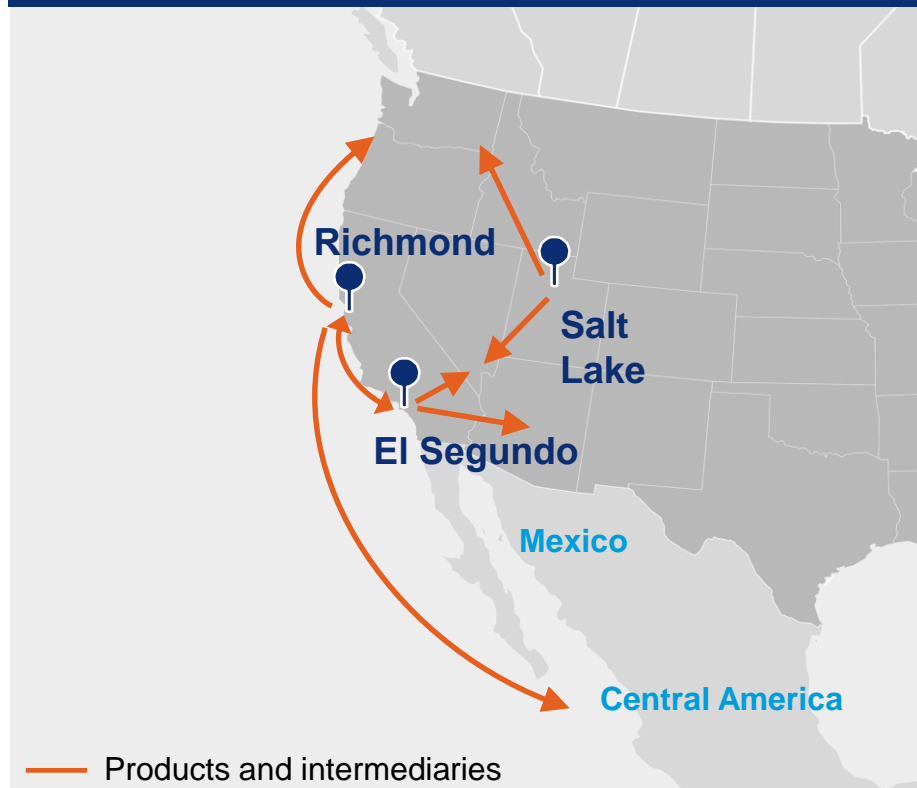 Richmond
Salt
Lake
El Segundo
Mexico
Central America
Products and intermediaries